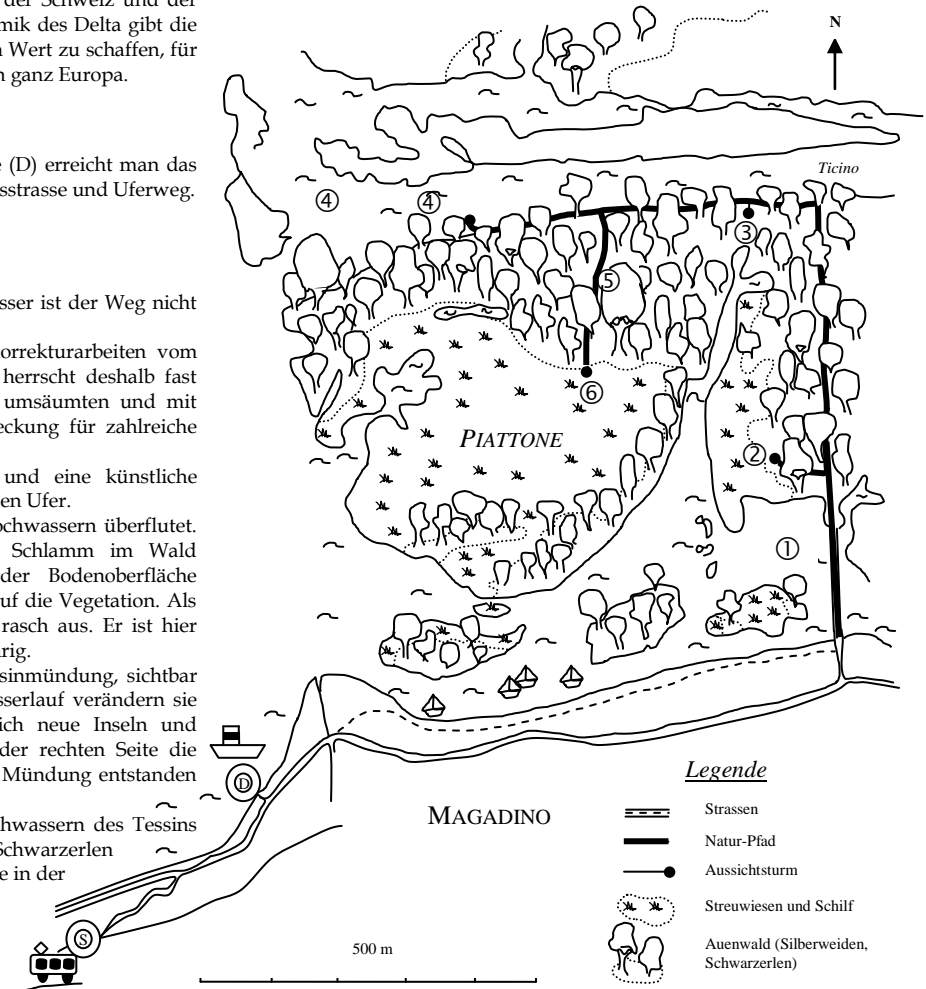 der Schweiz und der
mik des Delta gibt die
Wert zu schaffen, für
ganz Europa.
(D) erreicht man das
sstrasse und Uferweg.
sser ist der Weg nicht
korrekturarbeiten vom
herrscht deshalb fast
umsäumten und mit
eckung für zahlreiche
und eine künstliche
en Ufer.
ochwassern überflutet.
Schlamm im Wald
der Bodenoberfläche
uf die Vegetation. Als
rasch aus. Er ist hier
rig.
sinmündung, sichtbar
sserlauf verändern sie
ich neue Inseln und
der rechten Seite die
Mündung entstanden
chwassern des Tessins
Schwarzerlen
e in der
N
Ticino
④
④
③
⑤
⑥
PIATTONE
②
①
D
MAGADINO
S
500 m
Legende
Strassen
Natur-Pfad
Aussichtsturm
Streuwiesen und Schilf
Auenwald (Silberweiden,
Schwarzerlen)